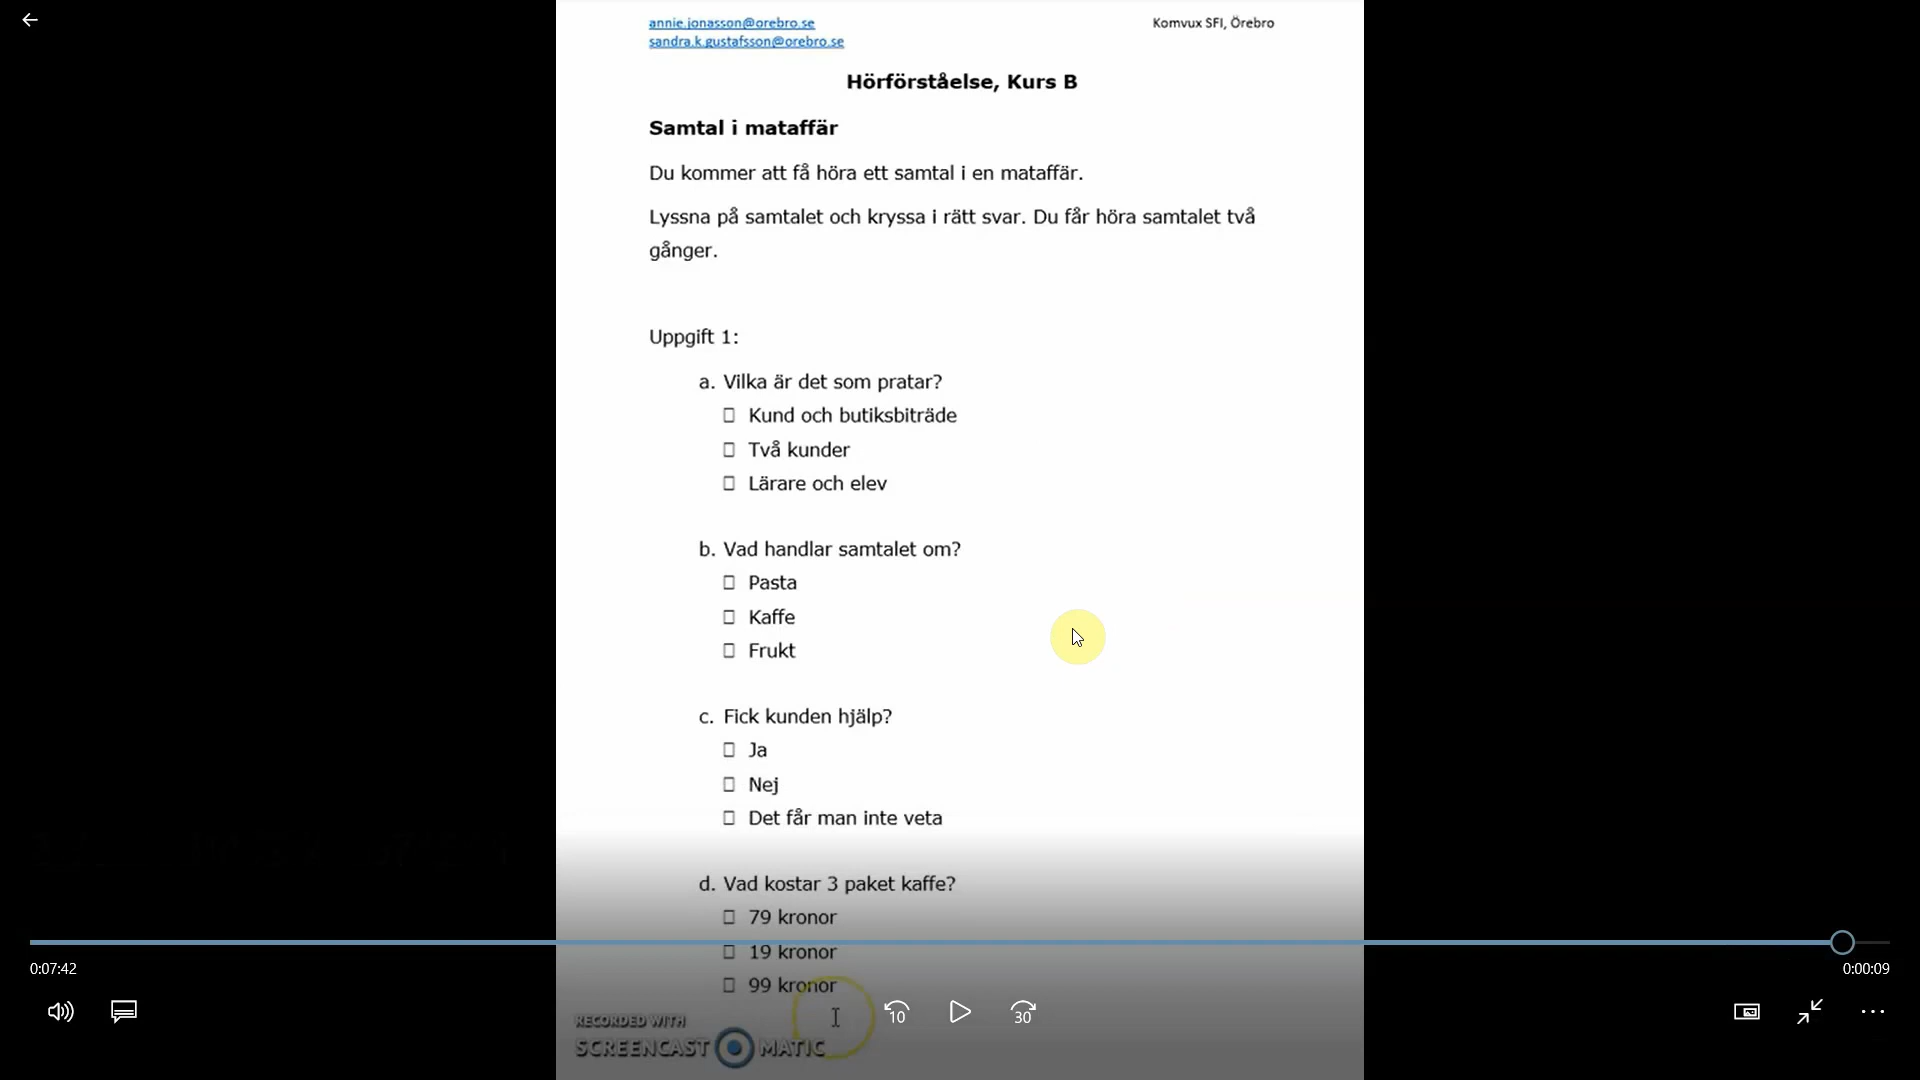 annie.jonasson@orebro.se
Komvux SFI, Örebro
sandra.k.gustafsson@orebro.se
Hörförståelse, Kurs B
Samtal i mataffär
Du kommer att få höra ett samtal i en mataffär.
Lyssna på samtalet och kryssa i rätt svar. Du får höra samtalet två
gånger.
Uppgift 1:
a. Vilka är det som pratar?
Kund och butiksbiträde
Två kunder
Lärare och elev
b. Vad handlar samtalet om?
Pasta
Kaffe
Frukt
c. Fick kunden hjälp?
Ja
Nej
Det får man inte veta
d. Vad kostar 3 paket kaffe?
79 kronor
19 kronor
99 kronor
0:07:42
0:00:09
10
30
RECORDED WITH
SCREENCAST MATIC